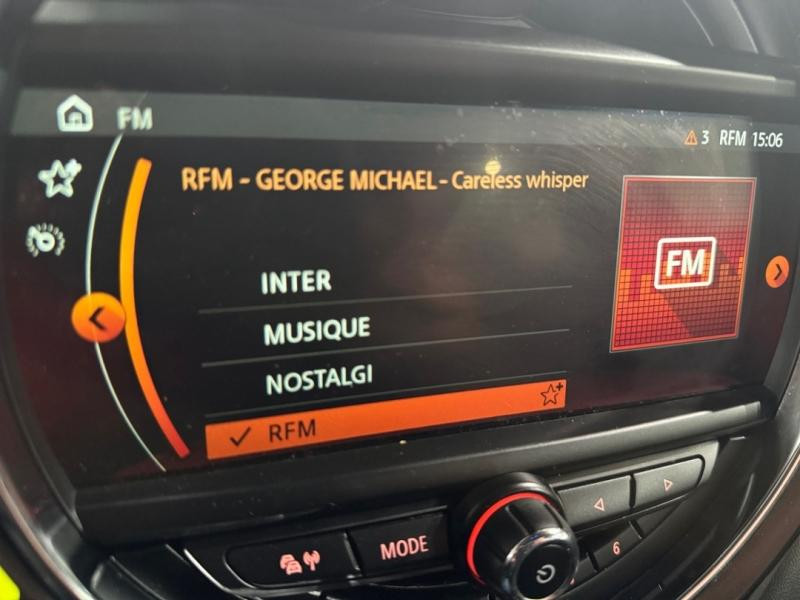 FM
3 RFM 15:06
RFM - GEORGE MICHAEL - Careless whisper
FM
INTER
MUSIQUE
NOSTALGI
RFM
MODE
6